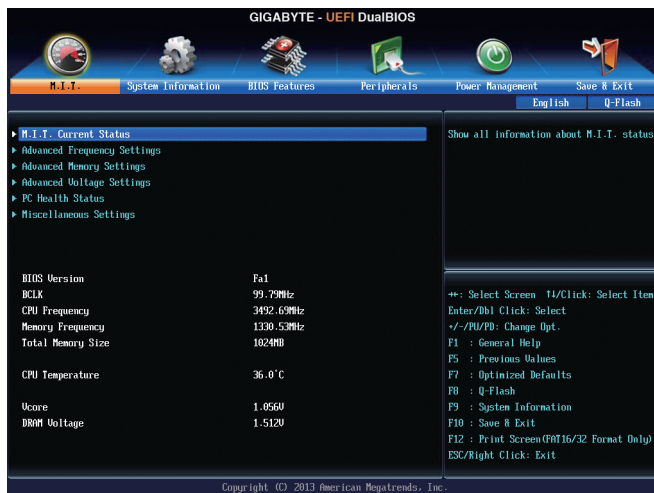 GIGABYTE - UEFI DualBIOS
M.I.T. System Information BIOS Features Peripherals Power Management Save & Exit
English Q-Flash
M.I.T. Current Status
Advanced Frequency Settings
Advanced Memory Settings
Advanced Voltage Settings
PC Health Status
Miscellaneous Settings
Show all information about M.I.T. status
BIOS Version Fa1
BCLK 99.79MHz
CPU Frequency 3492.69MHz
Memory Frequency 1330.53MHz
Total Memory Size 1024MB
CPU Temperature 36.0°C
Vcore 1.056V
DRAM Voltage 1.512V
↔: Select Screen ↑↓/Click: Select Item
Enter/Dbl Click: Select
+/-/PU/PD: Change Opt.
F1 : General Help
F5 : Previous Values
F7 : Optimized Defaults
F8 : Q-Flash
F9 : System Information
F10 : Save & Exit
F12 : Print Screen(FAT16/32 Format Only)
ESC/Right Click: Exit
Copyright (C) 2013 American Megatrends, Inc.